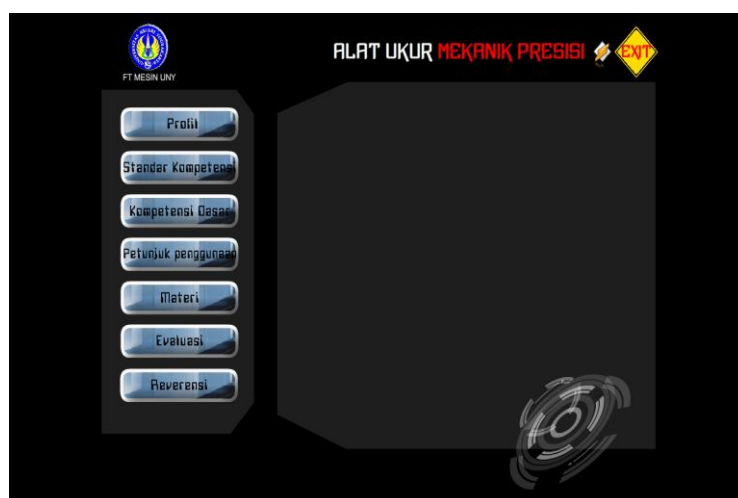 ALAT UKUR MEKANIK PRESISI
EXIT
FT MESIN UNY
Profil
Standar Kompetensi
Kompetensi Dasar
Petunjuk penggunaan
Materi
Evaluasi
Reverensi